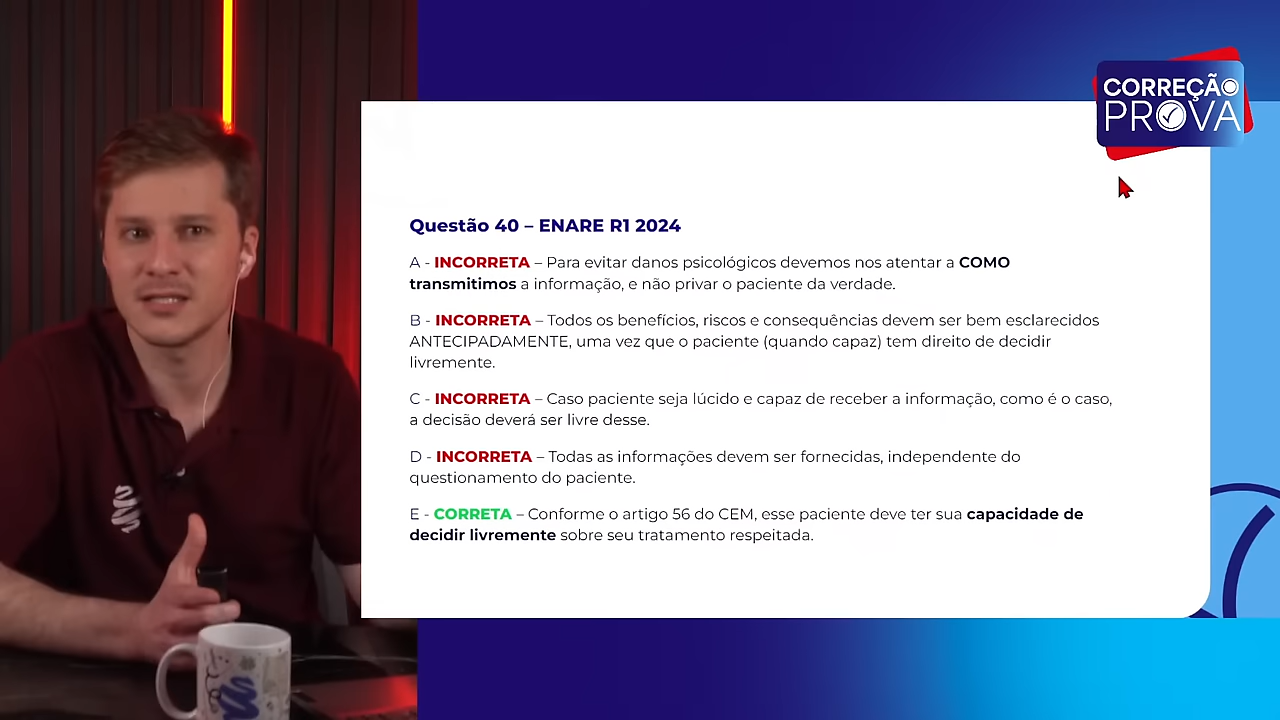 CORREÇÃO
PROVA
Questão 40 – ENARE R1 2024
A - INCORRETA – Para evitar danos psicológicos devemos nos atentar a COMO
transmitimos a informação, e não privar o paciente da verdade.
B - INCORRETA – Todos os benefícios, riscos e consequências devem ser bem esclarecidos
ANTECIPADAMENTE, uma vez que o paciente (quando capaz) tem direito de decidir
livremente.
C - INCORRETA – Caso paciente seja lúcido e capaz de receber a informação, como é o caso,
a decisão deverá ser livre desse.
D - INCORRETA – Todas as informações devem ser fornecidas, independente do
questionamento do paciente.
E - CORRETA – Conforme o artigo 56 do CEM, esse paciente deve ter sua capacidade de
decidir livremente sobre seu tratamento respeitada.